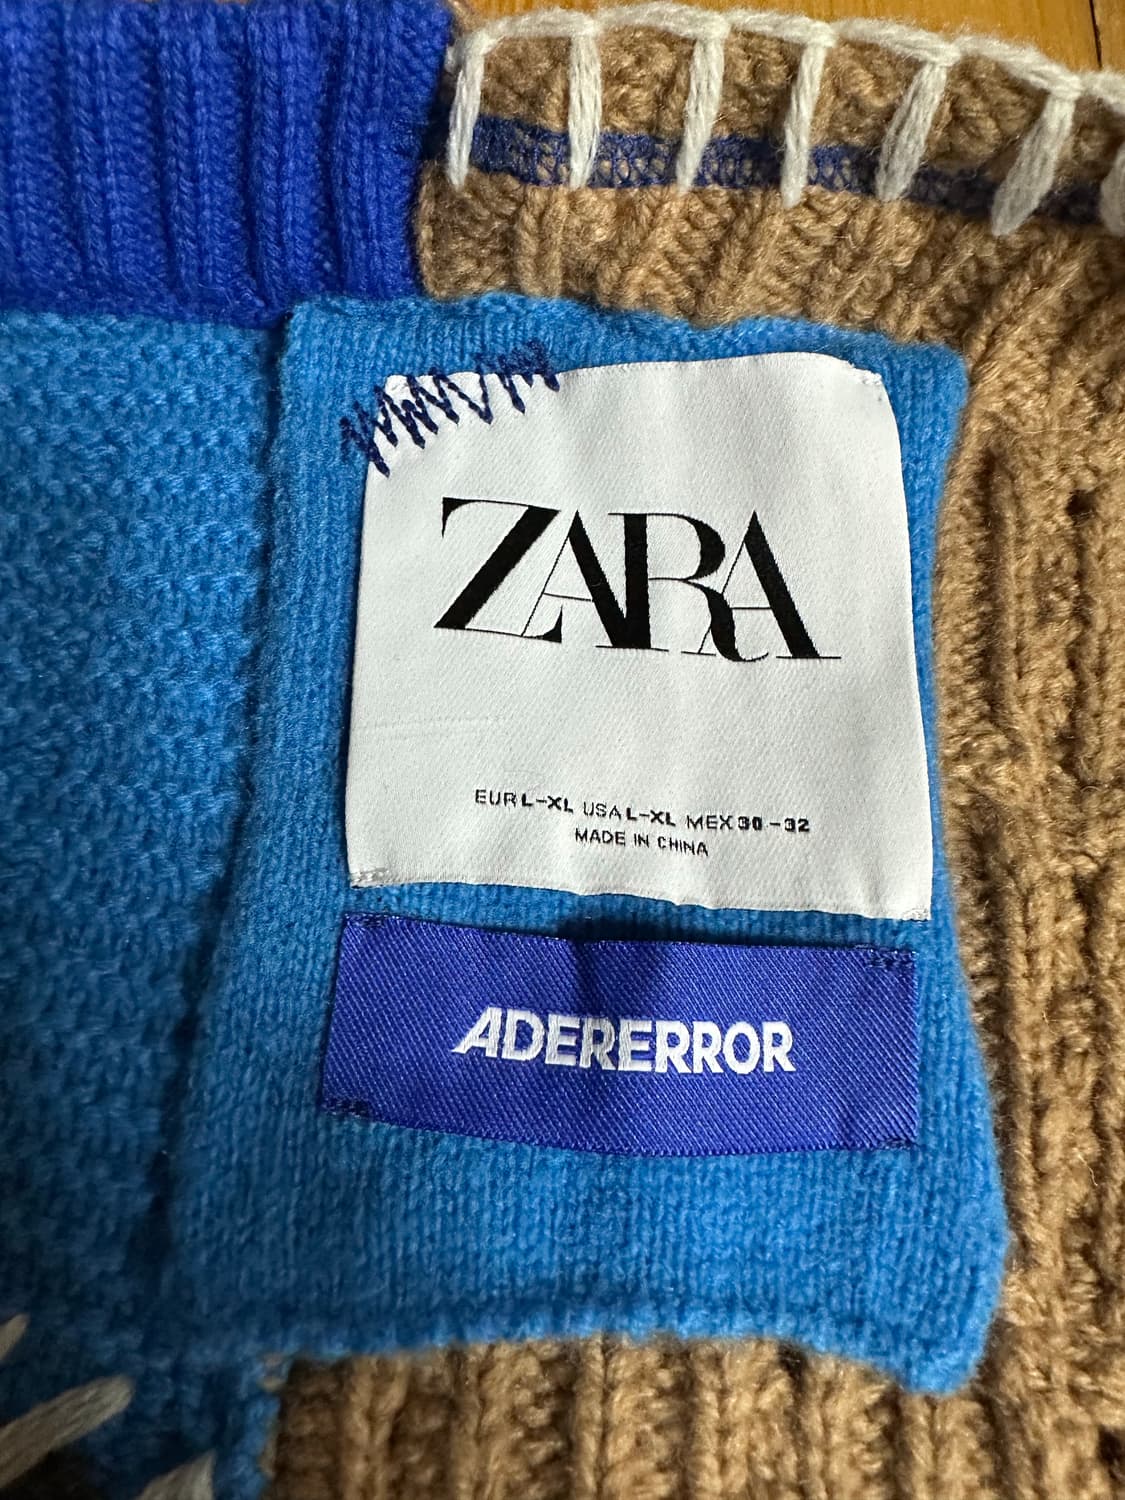 ZARA
EUR L-XL USA L-XL MEX 30-32
MADE IN CHINA
ADERERROR